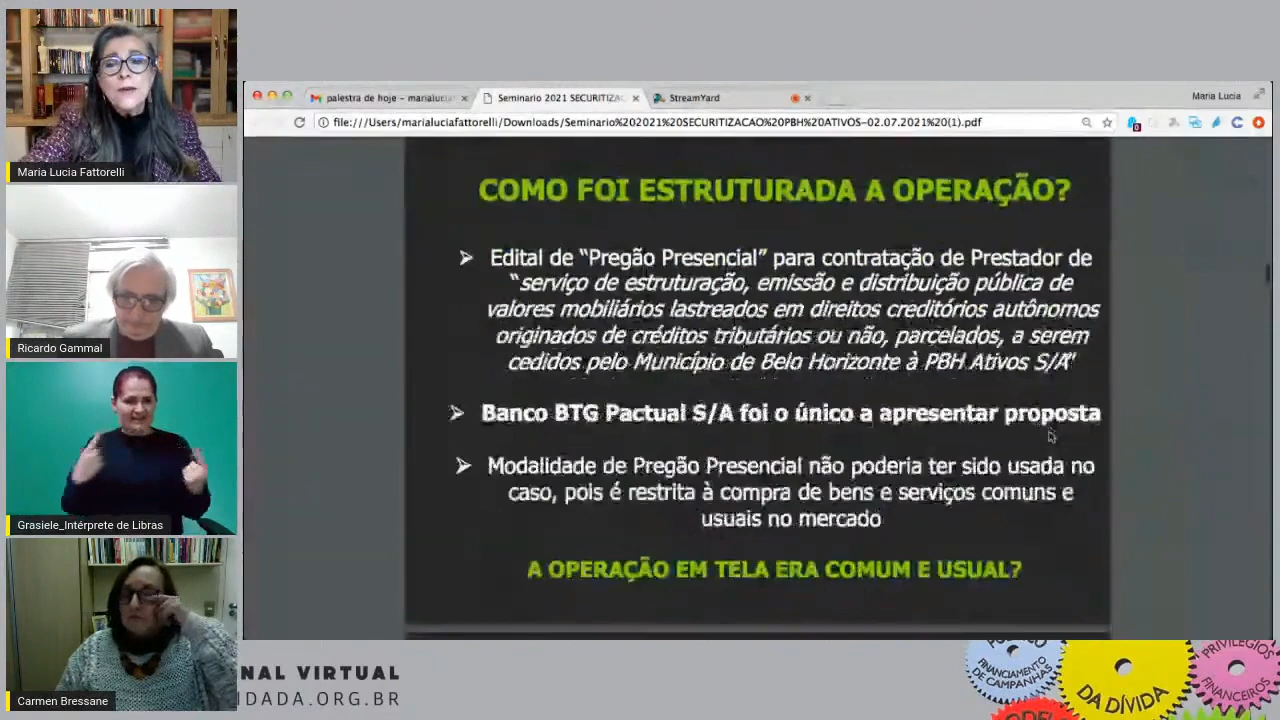 Maria Lucia Fattorelli
Ricardo Gammal
Grasiele_Intérprete de Libras
Carmen Bressane
palestra de hoje – marialucia
Seminario 2021 SECURITIZAC
StreamYard
Maria Lucia
file:///Users/marialuciafattorelli/Downloads/Seminario%202021%20SECURITIZACAO%20PBH%20ATIVOS-02.07.2021%20(1).pdf
COMO FOI ESTRUTURADA A OPERAÇÃO?
➢ Edital de “Pregão Presencial” para contratação de Prestador de
“serviço de estruturação, emissão e distribuição pública de
valores mobiliários lastreados em direitos creditórios autônomos
originados de créditos tributários ou não, parcelados, a serem
cedidos pelo Município de Belo Horizonte à PBH Ativos S/A”
➢ Banco BTG Pactual S/A foi o único a apresentar proposta
➢ Modalidade de Pregão Presencial não poderia ter sido usada no
caso, pois é restrita à compra de bens e serviços comuns e
usuais no mercado
A OPERAÇÃO EM TELA ERA COMUM E USUAL?
NAL VIRTUAL
IDADA.ORG.BR
FINANCIAMENTO
DE CAMPANHAS
DA DÍVIDA
PRIVILÉGIOS
FINANCEIROS